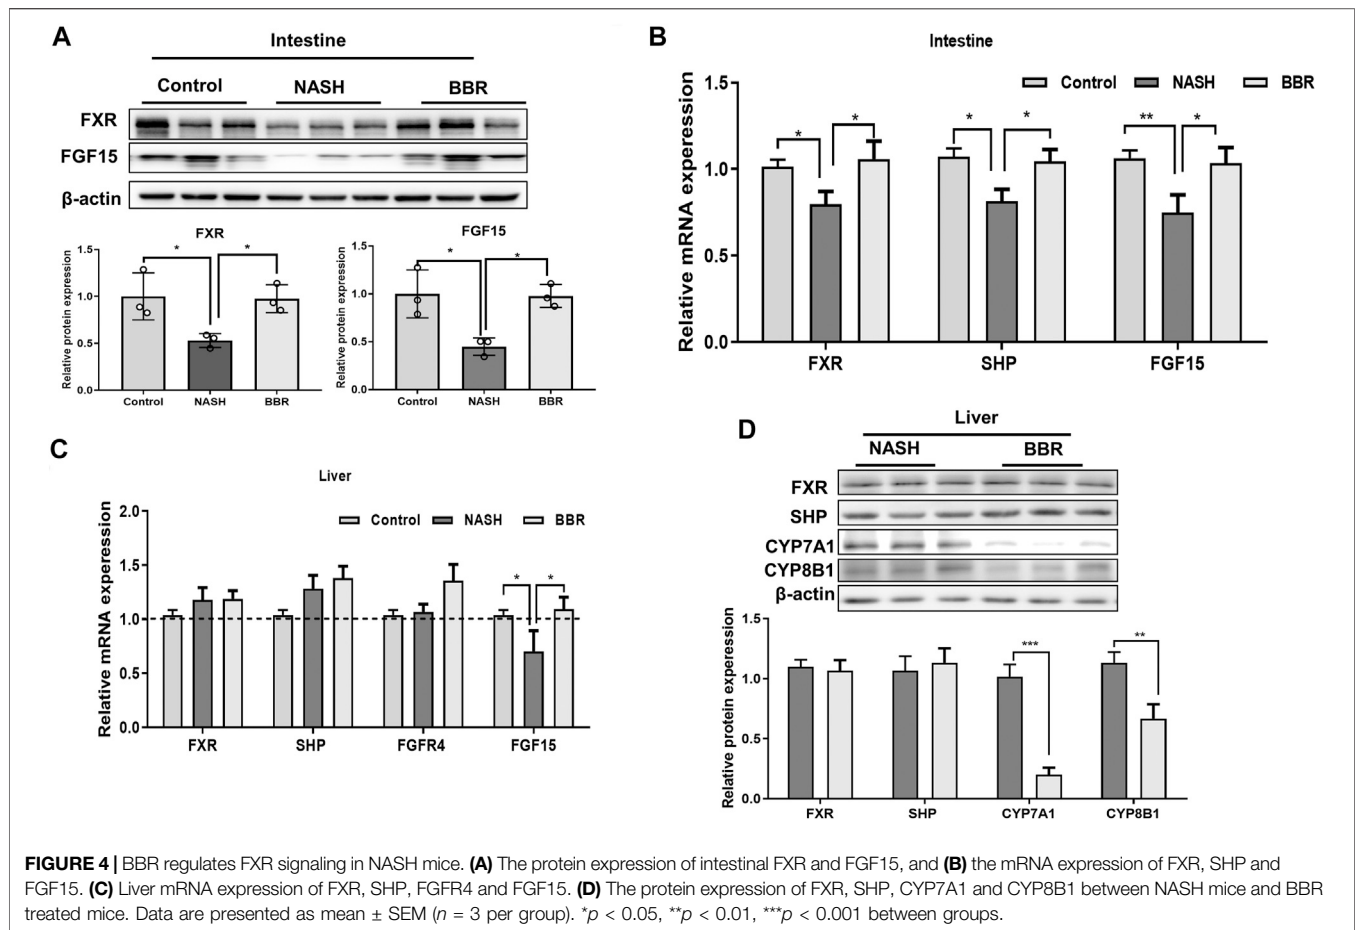 A
Intestine
Control NASH BBR
FXR
FGF15
β-actin
FXR
Relative protein expression
1.5
1.0
0.5
0.0
* *
Control NASH BBR
FGF15
Relative protein expression
1.5
1.0
0.5
0.0
* *
Control NASH BBR
B
Intestine
Control NASH BBR
Relative mRNA experession
1.5
1.0
0.5
0.0
* * * * ** *
FXR SHP FGF15
C
Liver
Control NASH BBR
Relative mRNA experession
2.0
1.5
1.0
0.5
0.0
* *
FXR SHP FGFR4 FGF15
D
Liver
NASH BBR
FXR
SHP
CYP7A1
CYP8B1
β-actin
Relative protein experession
1.5
1.0
0.5
0.0
*** **
FXR SHP CYP7A1 CYP8B1
FIGURE 4 | BBR regulates FXR signaling in NASH mice. (A) The protein expression of intestinal FXR and FGF15, and (B) the mRNA expression of FXR, SHP and
FGF15. (C) Liver mRNA expression of FXR, SHP, FGFR4 and FGF15. (D) The protein expression of FXR, SHP, CYP7A1 and CYP8B1 between NASH mice and BBR
treated mice. Data are presented as mean ± SEM (n = 3 per group). *p < 0.05, **p < 0.01, ***p < 0.001 between groups.